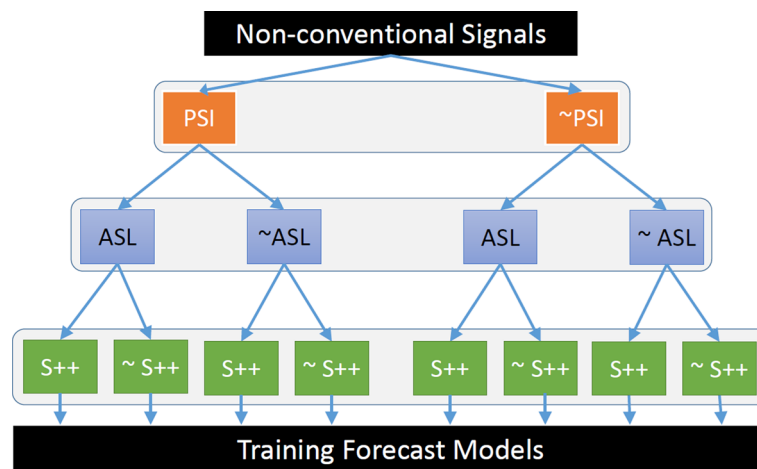 Non-conventional Signals
PSI ~PSI
ASL ~ASL ASL ~ ASL
S++ ~ S++ S++ ~ S++ S++ ~ S++ S++ ~ S++
Training Forecast Models